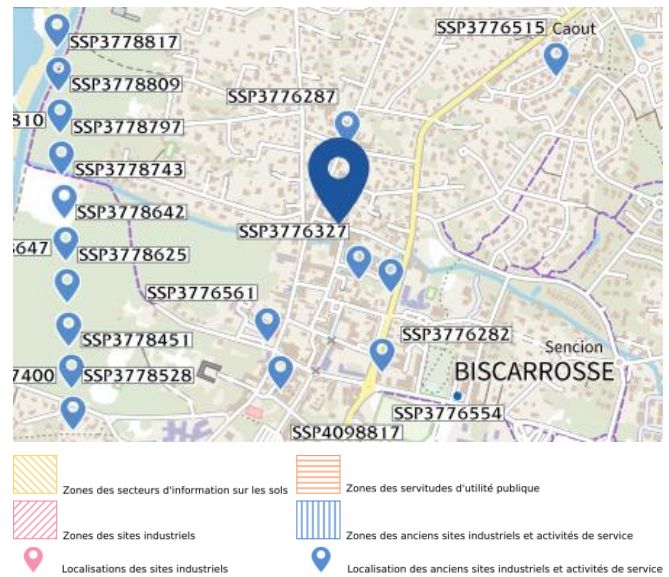 SSP3776515
Caout
SSP3778817
SSP3778809
SSP3776287
810
SSP3778797
SSP3778743
SSP3778642
SSP3776327
647
SSP3778625
SSP3776561
SSP3778451
SSP3776282
Sencion
7400
SSP3778528
BISCARROSSE
SSP3776554
SSP4098817
Zones des secteurs d'information sur les sols
Zones des servitudes d'utilité publique
Zones des sites industriels
Zones des anciens sites industriels et activités de service
Localisations des sites industriels
Localisation des anciens sites industriels et activités de service